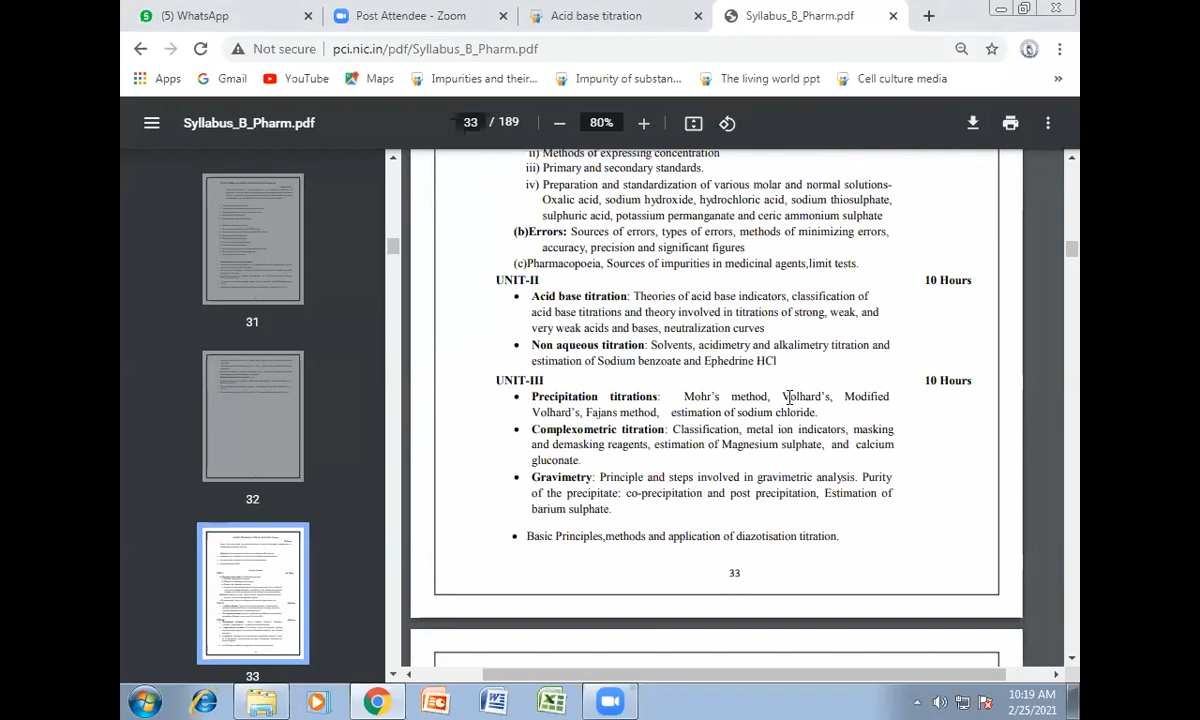 (5) WhatsApp
Post Attendee - Zoom
Acid base titration
Syllabus_B_Pharm.pdf
Not secure
pci.nic.in/pdf/Syllabus_B_Pharm.pdf
Apps
Gmail
YouTube
Maps
Impurities and their...
Impurity of substan...
The living world ppt
Cell culture media
»
Syllabus_B_Pharm.pdf
33 / 189
80%
31
32
33
ii) Methods of expressing concentration
iii) Primary and secondary standards.
iv) Preparation and standardization of various molar and normal solutions-
Oxalic acid, sodium hydroxide, hydrochloric acid, sodium thiosulphate,
sulphuric acid, potassium permanganate and ceric ammonium sulphate
(b)Errors: Sources of errors, types of errors, methods of minimizing errors,
accuracy, precision and significant figures
(c)Pharmacopoeia, Sources of impurities in medicinal agents,limit tests.
UNIT-II 10 Hours
• Acid base titration: Theories of acid base indicators, classification of
acid base titrations and theory involved in titrations of strong, weak, and
very weak acids and bases, neutralization curves
• Non aqueous titration: Solvents, acidimetry and alkalimetry titration and
estimation of Sodium benzoate and Ephedrine HCl
UNIT-III 10 Hours
• Precipitation titrations: Mohr's method, Volhard's, Modified
Volhard's, Fajans method, estimation of sodium chloride.
• Complexometric titration: Classification, metal ion indicators, masking
and demasking reagents, estimation of Magnesium sulphate, and calcium
gluconate.
• Gravimetry: Principle and steps involved in gravimetric analysis. Purity
of the precipitate: co-precipitation and post precipitation, Estimation of
barium sulphate.
• Basic Principles,methods and application of diazotisation titration.
33
10:19 AM
2/25/2021